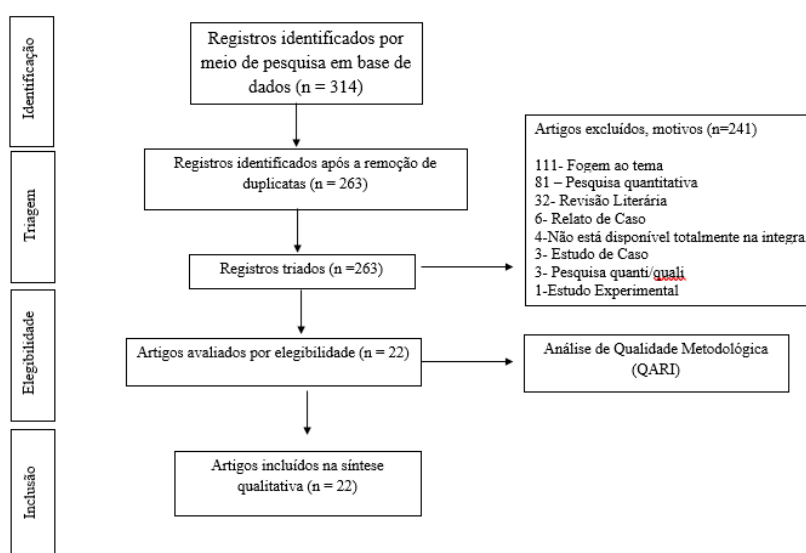 Identificação
Registros identificados por
meio de pesquisa em base de
dados (n = 314)
Triagem
Registros identificados após a remoção de
duplicatas (n = 263)
Registros triados (n =263)
Artigos excluídos, motivos (n=241)
111- Fogem ao tema
81 – Pesquisa quantitativa
32- Revisão Literária
6- Relato de Caso
4-Não está disponível totalmente na integra
3- Estudo de Caso
3- Pesquisa quanti/quali
1-Estudo Experimental
Elegibilidade
Artigos avaliados por elegibilidade (n = 22)
Análise de Qualidade Metodológica
(QARI)
Inclusão
Artigos incluídos na síntese
qualitativa (n = 22)